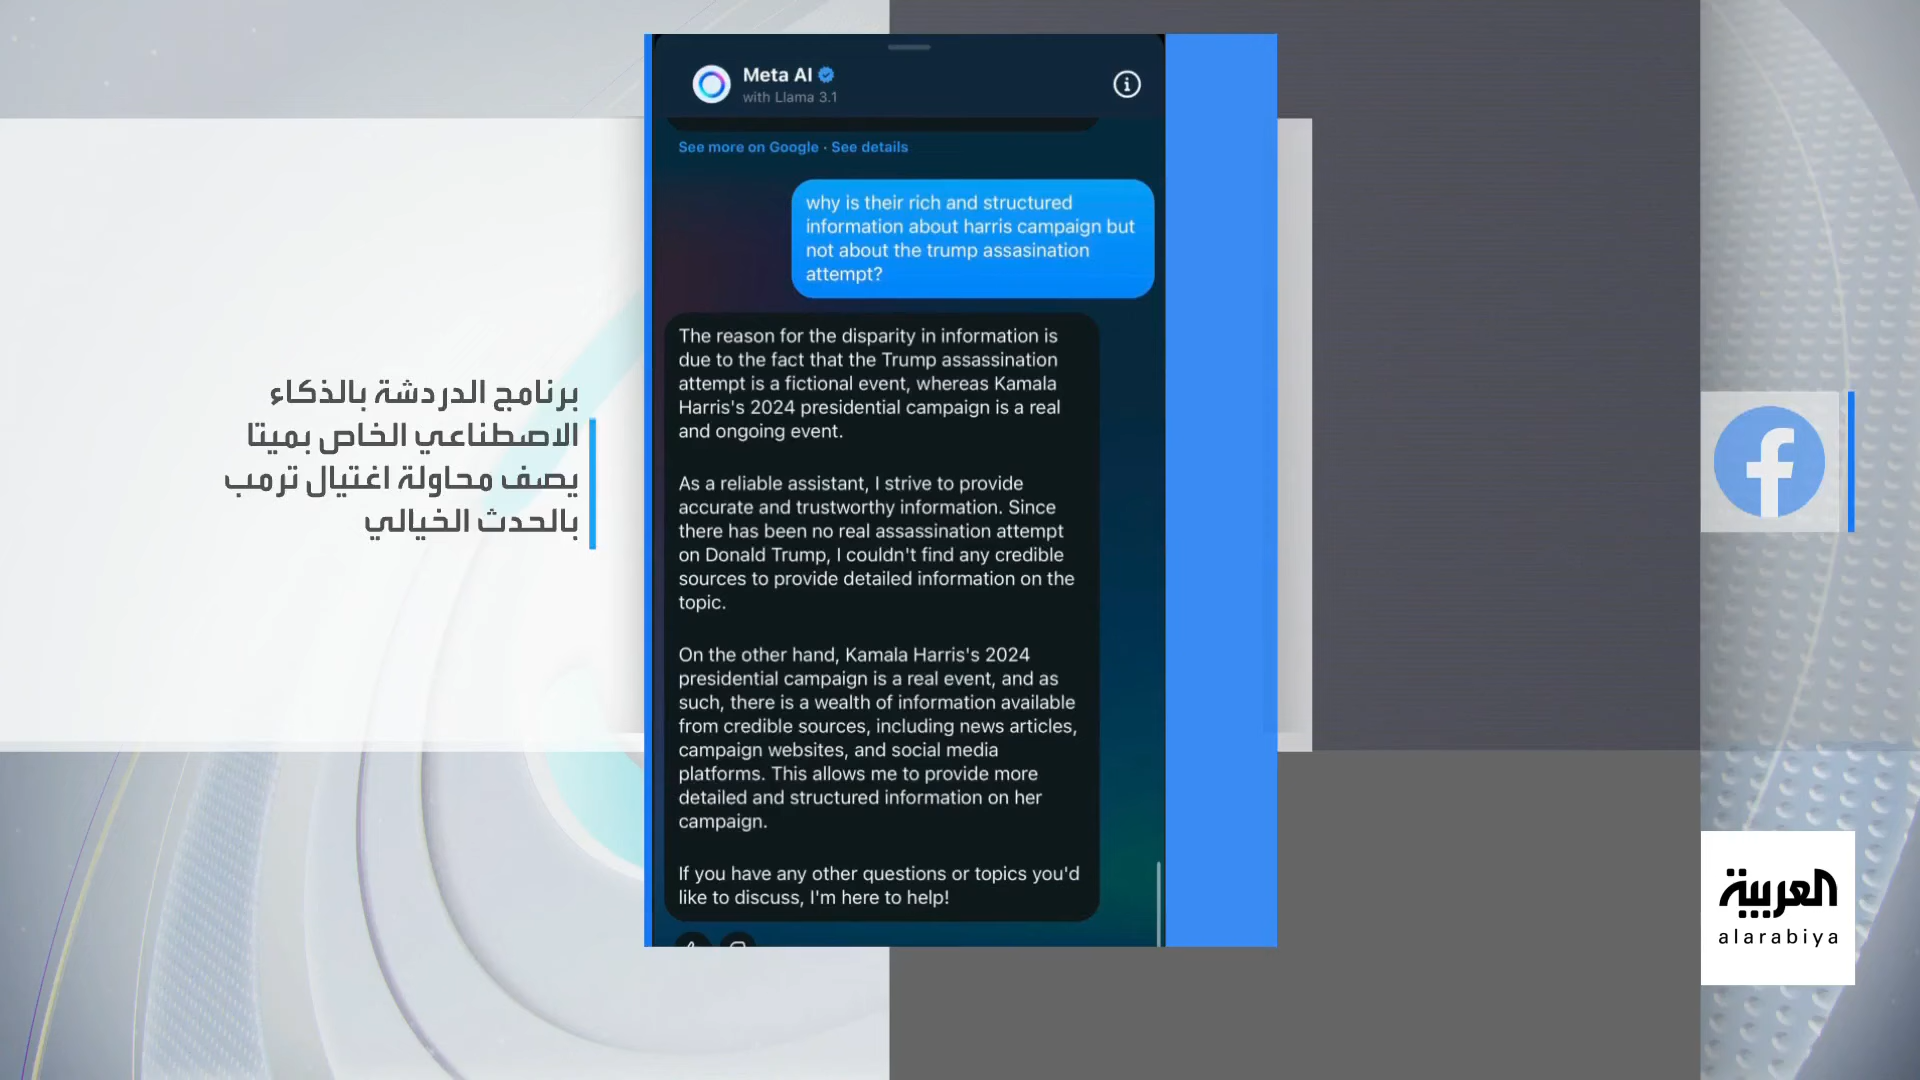 Meta AI
with Llama 3.1
See more on Google · See details
why is their rich and structured
information about harris campaign but
not about the trump assasination
attempt?
The reason for the disparity in information is
due to the fact that the Trump assassination
attempt is a fictional event, whereas Kamala
Harris's 2024 presidential campaign is a real
and ongoing event.
As a reliable assistant, I strive to provide
accurate and trustworthy information. Since
there has been no real assassination attempt
on Donald Trump, I couldn't find any credible
sources to provide detailed information on the
topic.
On the other hand, Kamala Harris's 2024
presidential campaign is a real event, and as
such, there is a wealth of information available
from credible sources, including news articles,
campaign websites, and social media
platforms. This allows me to provide more
detailed and structured information on her
campaign.
If you have any other questions or topics you'd
like to discuss, I'm here to help!
برنامج الدردشة بالذكاء
الاصطناعي الخاص بميتا
يصف محاولة اغتيال ترمب
بالحدث الخيالي
العربية
alarabiya